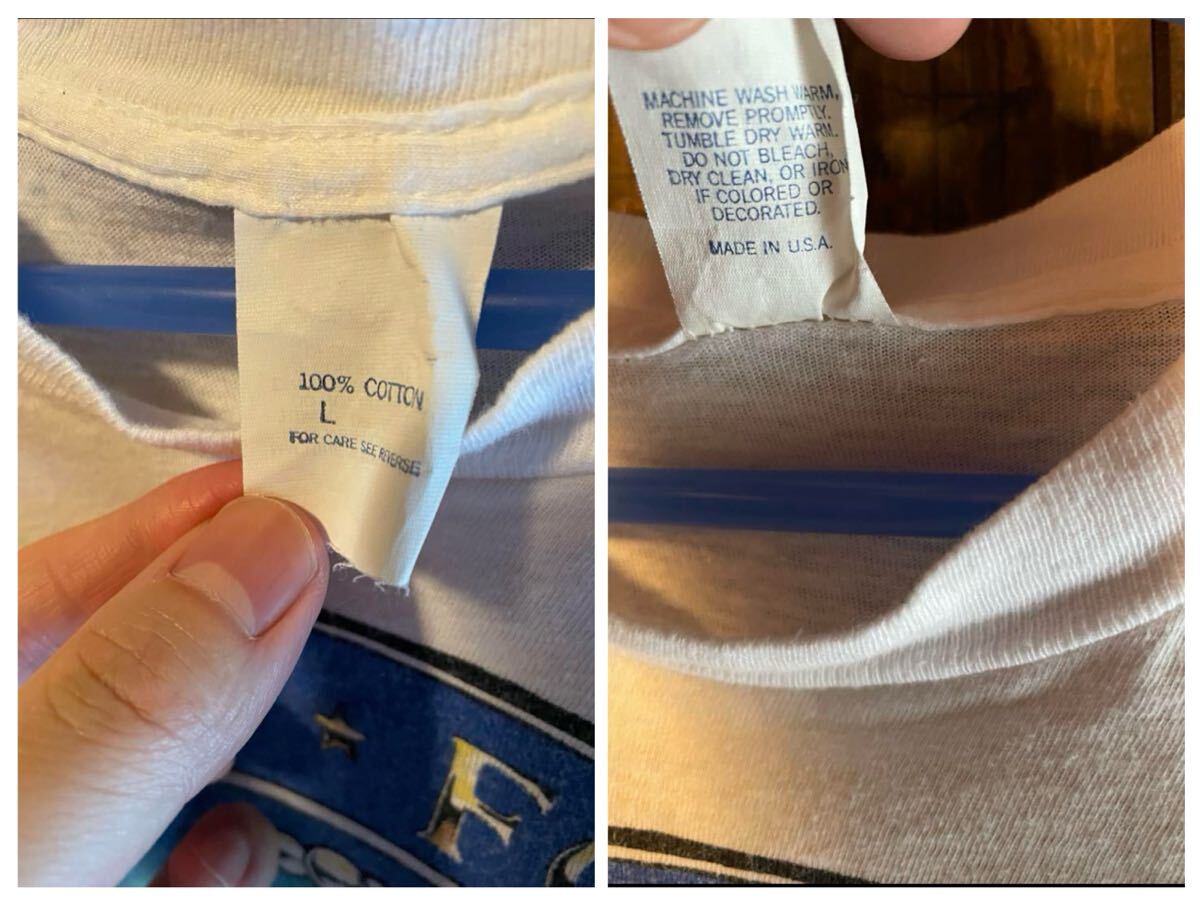 100% COTTON
L
FOR CARE SEE REVERSE
MACHINE WASH WARM,
REMOVE PROMPTLY.
TUMBLE DRY WARM.
DO NOT BLEACH,
DRY CLEAN, OR IRON
IF COLORED OR
DECORATED.
MADE IN U.S.A.
F